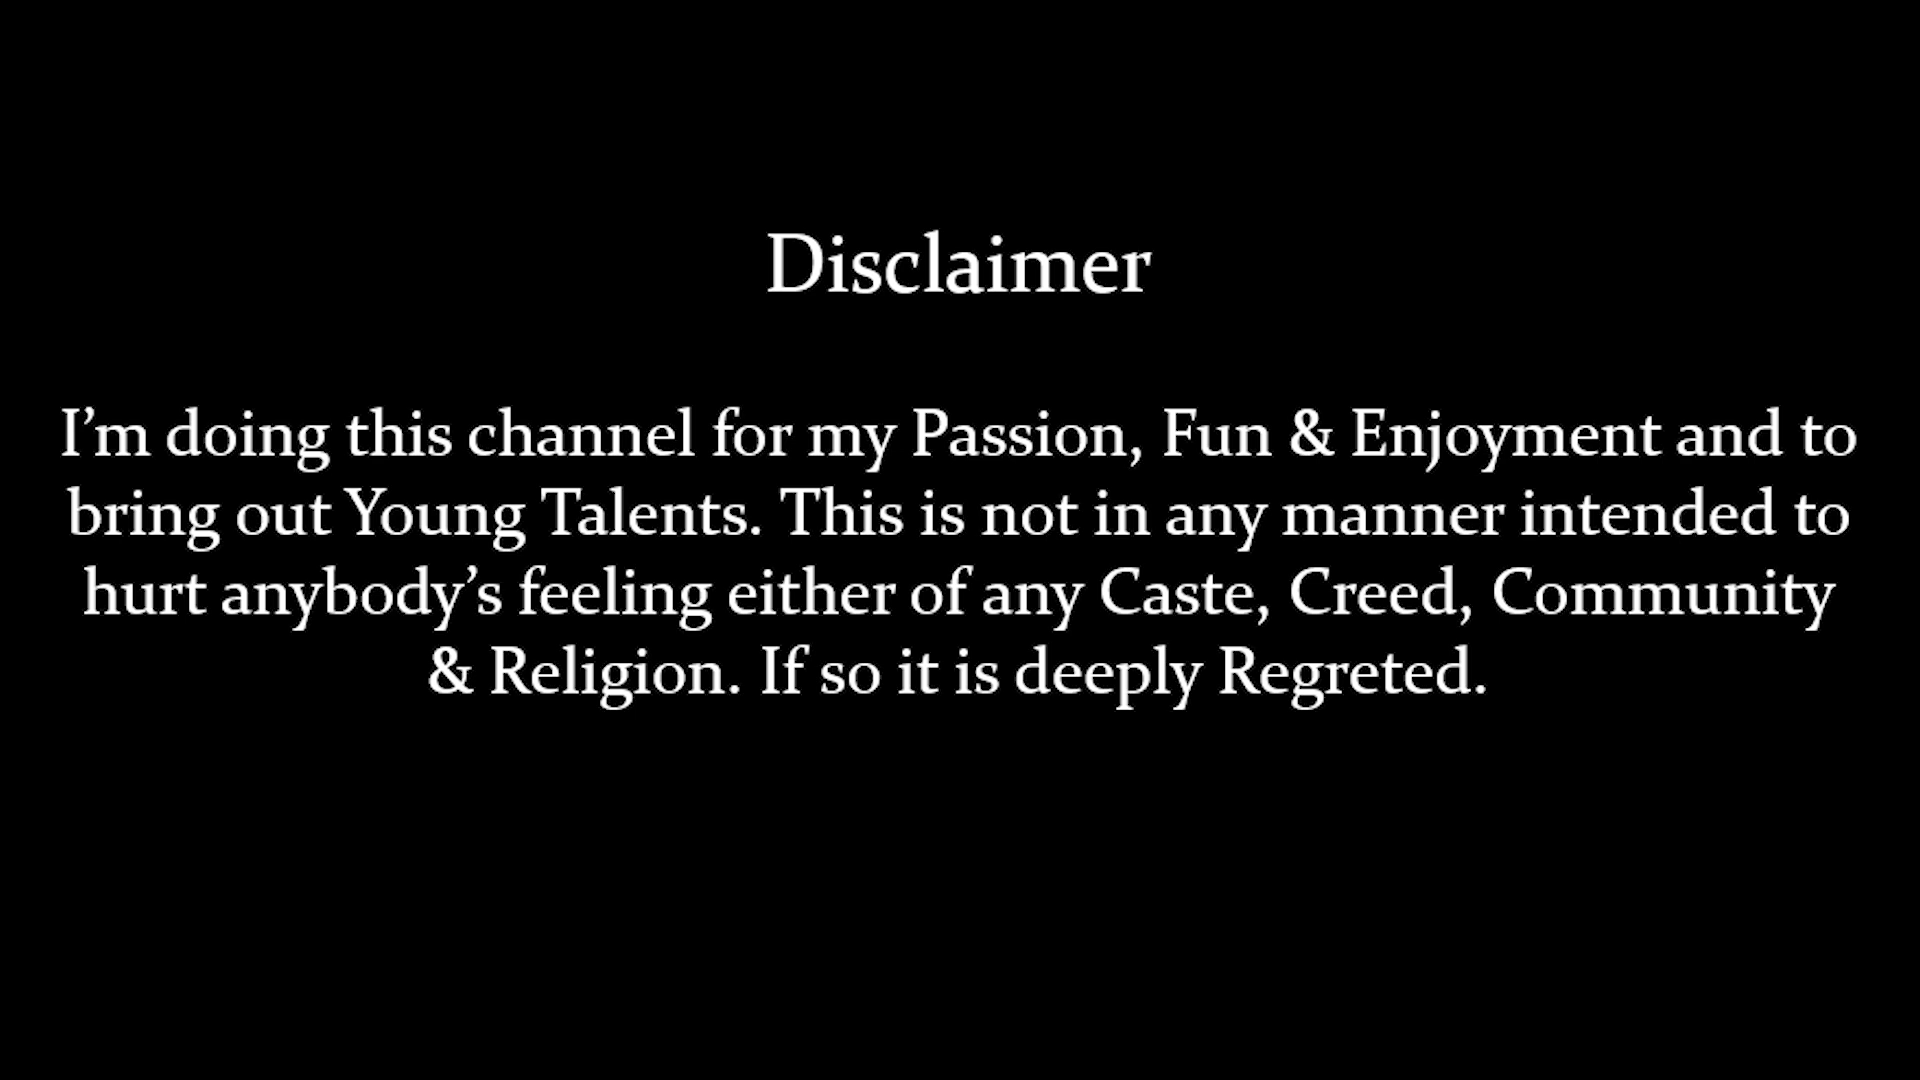 Disclaimer
I’m doing this channel for my Passion, Fun & Enjoyment and to
bring out Young Talents. This is not in any manner intended to
hurt anybody’s feeling either of any Caste, Creed, Community
& Religion. If so it is deeply Regreted.